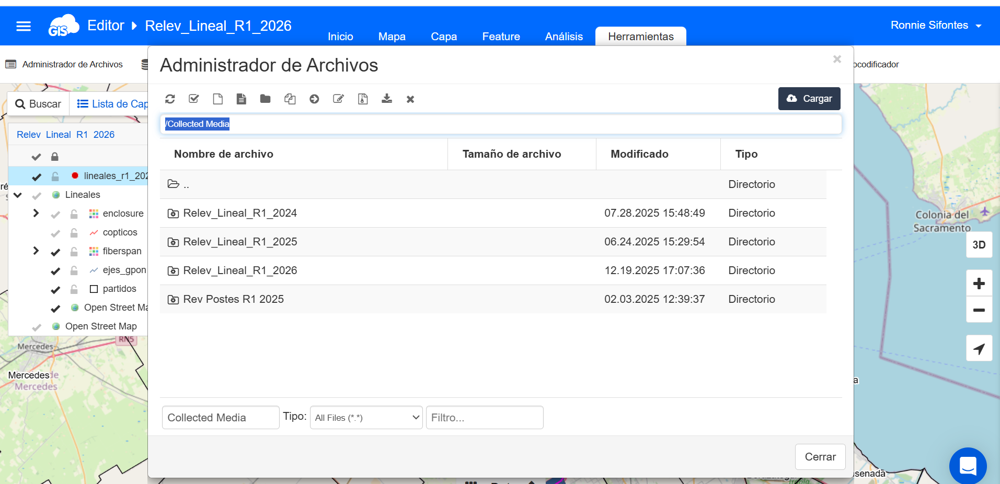 GIS Editor Relev_Lineal_R1_2026
Inicio Mapa Capa Feature Análisis Herramientas
Ronnie Sifontes
Administrador de Archivos
ocodificador
Buscar
Lista de Cap
Relev Lineal R1 2026
lineales_r1_202
Lineales
enclosure
copticos
fiberspan
ejes_gpon
partidos
Open Street Ma
Open Street Map
Administrador de Archivos
×
Cargar
/Collected Media
Nombre de archivo Tamaño de archivo Modificado Tipo
.. Directorio
Relev_Lineal_R1_2024 07.28.2025 15:48:49 Directorio
Relev_Lineal_R1_2025 06.24.2025 15:29:54 Directorio
Relev_Lineal_R1_2026 12.19.2025 17:07:36 Directorio
Rev Postes R1 2025 02.03.2025 12:39:37 Directorio
Collected Media Tipo: All Files (*.*) Filtro...
Cerrar
Colonia del
Sacramento
3D
RN5
Mercedes
Mercedes de
Mercedes
senada